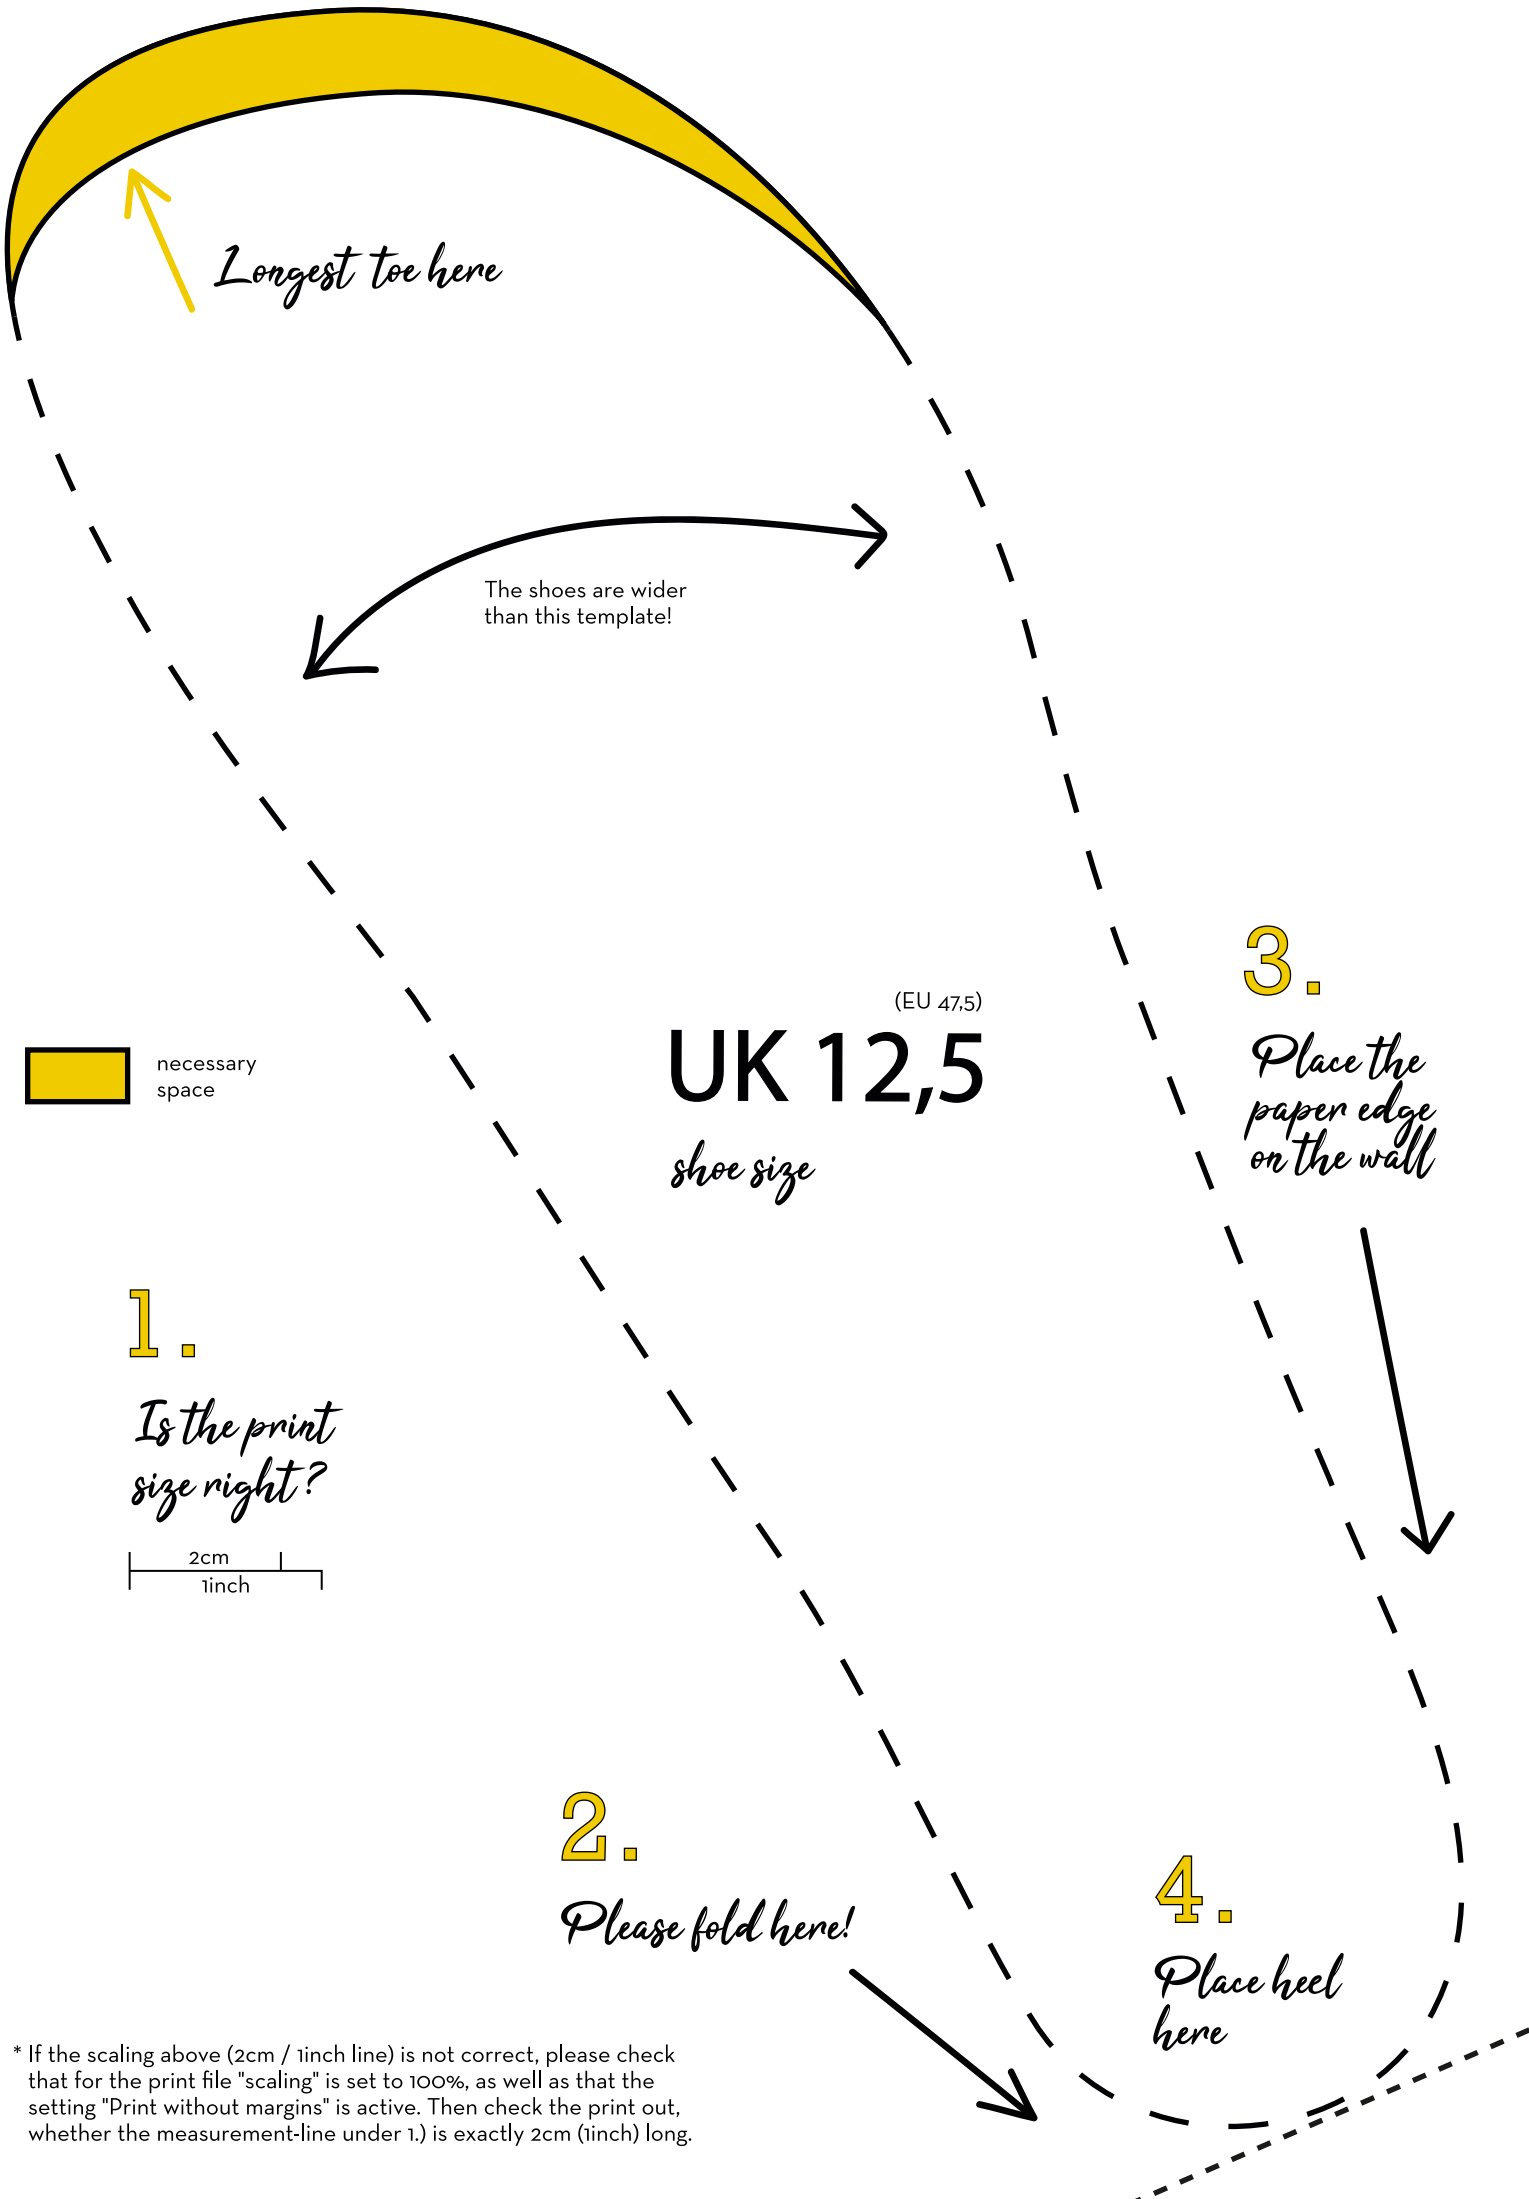 Longest toe here
The shoes are wider
than this template!
(EU 47,5)
UK 12,5
shoe size
necessary
space
3.
Place the
paper edge
on the wall
1.
Is the print
size right?
2cm
1inch
2.
Please fold here!
4.
Place heel
here
* If the scaling above (2cm / 1inch line) is not correct, please check
that for the print file "scaling" is set to 100%, as well as that the
setting "Print without margins" is active. Then check the print out,
whether the measurement-line under 1.) is exactly 2cm (1inch) long.